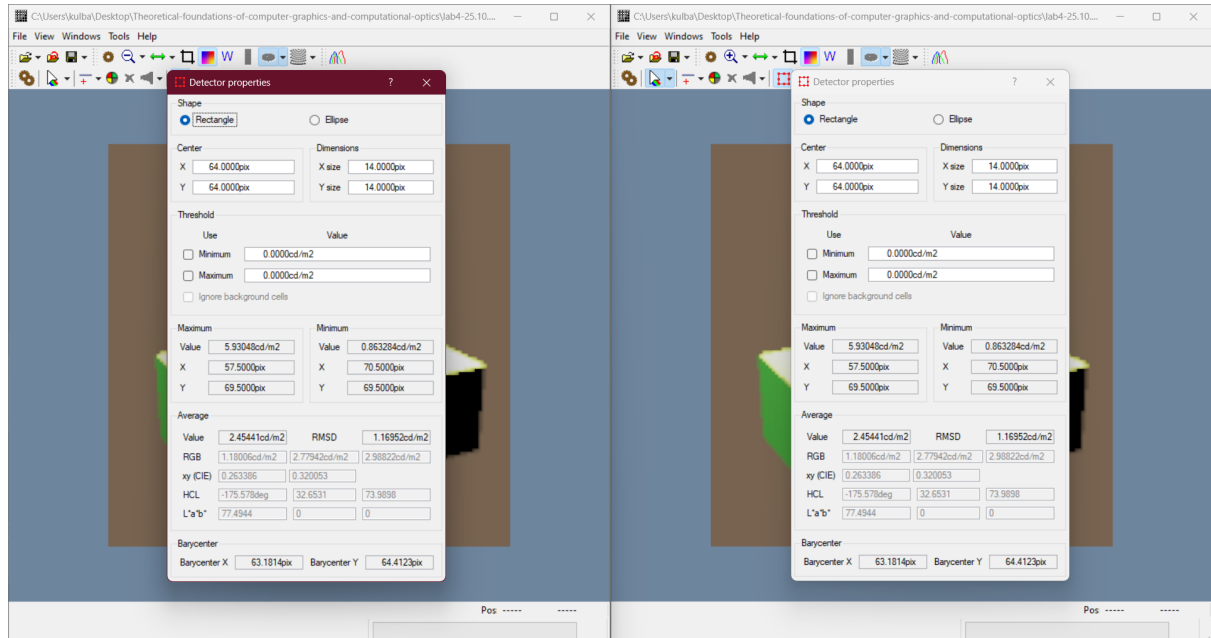 C:\Users\kulba\Desktop\Theoretical-foundations-of-computer-graphics-and-computational-optics\lab4-25.10....
File View Windows Tools Help
W
Detector properties
Shape
Rectangle Ellipse
Center Dimensions
X 64.0000pix X size 14.0000pix
Y 64.0000pix Y size 14.0000pix
Threshold
Use Value
Minimum 0.0000cd/m2
Maximum 0.0000cd/m2
Ignore background cells
Maximum Minimum
Value 5.93048cd/m2 Value 0.863284cd/m2
X 57.5000pix X 70.5000pix
Y 69.5000pix Y 69.5000pix
Average
Value 2.45441cd/m2 RMSD 1.16952cd/m2
RGB 1.18006cd/m2 2.77942cd/m2 2.98822cd/m2
xy (CIE) 0.263386 0.320053
HCL -175.578deg 32.6531 73.9898
L*a*b* 77.4944 0 0
Barycenter
Barycenter X 63.1814pix Barycenter Y 64.4123pix
Pos ----- -----
C:\Users\kulba\Desktop\Theoretical-foundations-of-computer-graphics-and-computational-optics\lab4-25.10....
File View Windows Tools Help
W
Detector properties
Shape
Rectangle Ellipse
Center Dimensions
X 64.0000pix X size 14.0000pix
Y 64.0000pix Y size 14.0000pix
Threshold
Use Value
Minimum 0.0000cd/m2
Maximum 0.0000cd/m2
Ignore background cells
Maximum Minimum
Value 5.93048cd/m2 Value 0.863284cd/m2
X 57.5000pix X 70.5000pix
Y 69.5000pix Y 69.5000pix
Average
Value 2.45441cd/m2 RMSD 1.16952cd/m2
RGB 1.18006cd/m2 2.77942cd/m2 2.98822cd/m2
xy (CIE) 0.263386 0.320053
HCL -175.578deg 32.6531 73.9898
L*a*b* 77.4944 0 0
Barycenter
Barycenter X 63.1814pix Barycenter Y 64.4123pix
Pos ----- -----